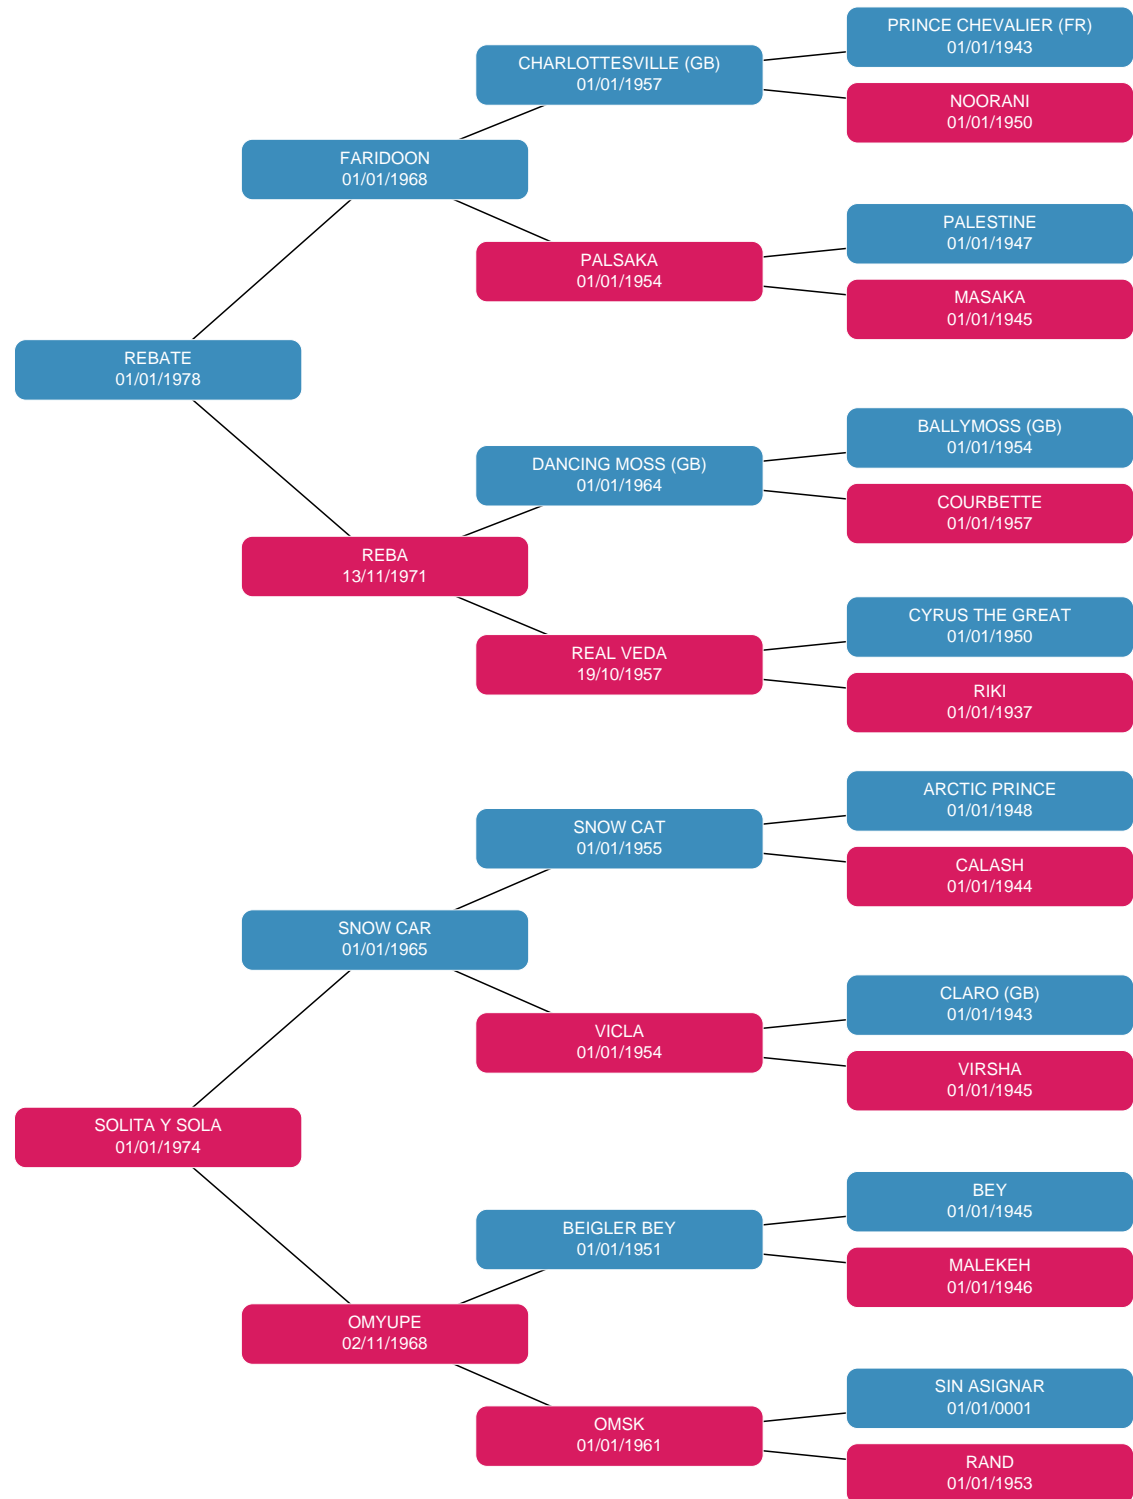 PRINCE CHEVALIER (FR)
01/01/1943
CHARLOTTESVILLE (GB)
01/01/1957
NOORANI
01/01/1950
FARIDOON
01/01/1968
PALESTINE
01/01/1947
PALSAKA
01/01/1954
MASAKA
01/01/1945
REBATE
01/01/1978
BALLYMOSS (GB)
01/01/1954
DANCING MOSS (GB)
01/01/1964
COURBETTE
01/01/1957
REBA
13/11/1971
CYRUS THE GREAT
01/01/1950
REAL VEDA
19/10/1957
RIKI
01/01/1937
ARCTIC PRINCE
01/01/1948
SNOW CAT
01/01/1955
CALASH
01/01/1944
SNOW CAR
01/01/1965
CLARO (GB)
01/01/1943
VICLA
01/01/1954
VIRSHA
01/01/1945
SOLITA Y SOLA
01/01/1974
BEY
01/01/1945
BEIGLER BEY
01/01/1951
MALEKEH
01/01/1946
OMYUPE
02/11/1968
SIN ASIGNAR
01/01/0001
OMSK
01/01/1961
RAND
01/01/1953